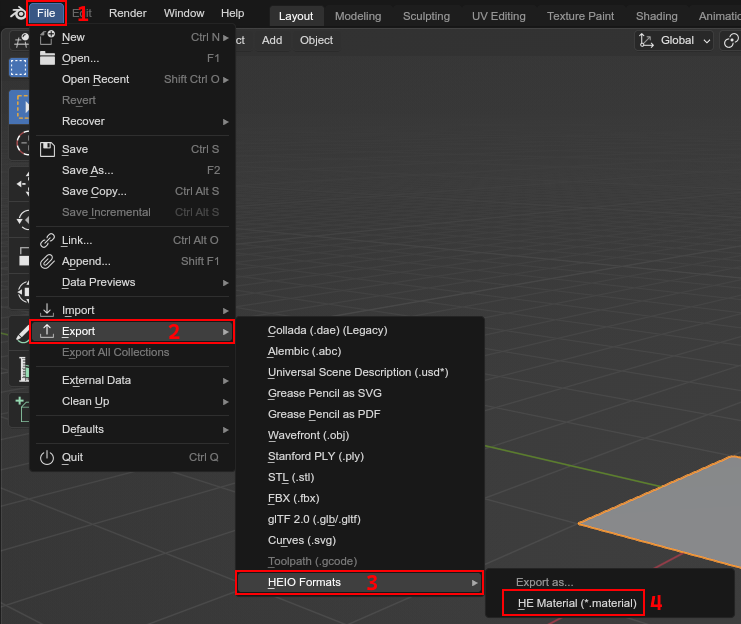 File 1 Edit Render Window Help Layout Modeling Sculpting UV Editing Texture Paint Shading
ct Add Object Global
New Ctrl N
Open... F1
Open Recent Shift Ctrl O
Revert
Recover
Save Ctrl S
Save As... F2
Save Copy... Ctrl Alt S
Save Incremental Ctrl Alt S
Link... Ctrl Alt O
Append... Shift F1
Data Previews
Import
Export 2
Export All Collections
External Data
Clean Up
Defaults
Quit Ctrl Q
Collada (.dae) (Legacy)
Alembic (.abc)
Universal Scene Description (.usd*)
Grease Pencil as SVG
Grease Pencil as PDF
Wavefront (.obj)
Stanford PLY (.ply)
STL (.stl)
FBX (.fbx)
glTF 2.0 (.glb/.gltf)
Curves (.svg)
Toolpath (.gcode)
HEIO Formats 3
Export as...
HE Material (*.material) 4